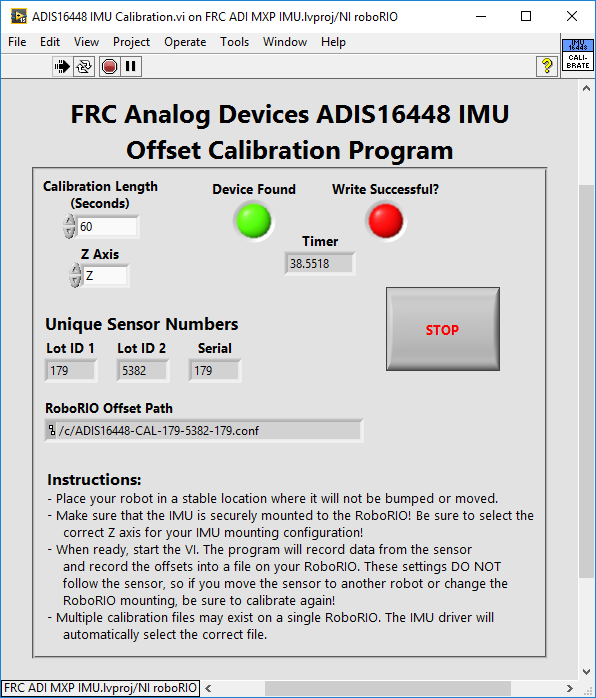 ADIS16448 IMU Calibration.vi on FRC ADI MXP IMU.lvproj/NI roboRIO
File Edit View Project Operate Tools Window Help
IMU
16448
CALI-
BRATE
?
FRC Analog Devices ADIS16448 IMU
Offset Calibration Program
Calibration Length
(Seconds)
60
Device Found
Write Successful?
Timer
38.5518
Z Axis
Z
STOP
Unique Sensor Numbers
Lot ID 1 Lot ID 2 Serial
179 5382 179
RoboRIO Offset Path
/c/ADIS16448-CAL-179-5382-179.conf
Instructions:
- Place your robot in a stable location where it will not be bumped or moved.
- Make sure that the IMU is securely mounted to the RoboRIO! Be sure to select the
correct Z axis for your IMU mounting configuration!
- When ready, start the VI. The program will record data from the sensor
and record the offsets into a file on your RoboRIO. These settings DO NOT
follow the sensor, so if you move the sensor to another robot or change the
RoboRIO mounting, be sure to calibrate again!
- Multiple calibration files may exist on a single RoboRIO. The IMU driver will
automatically select the correct file.
FRC ADI MXP IMU.lvproj/NI roboRIO